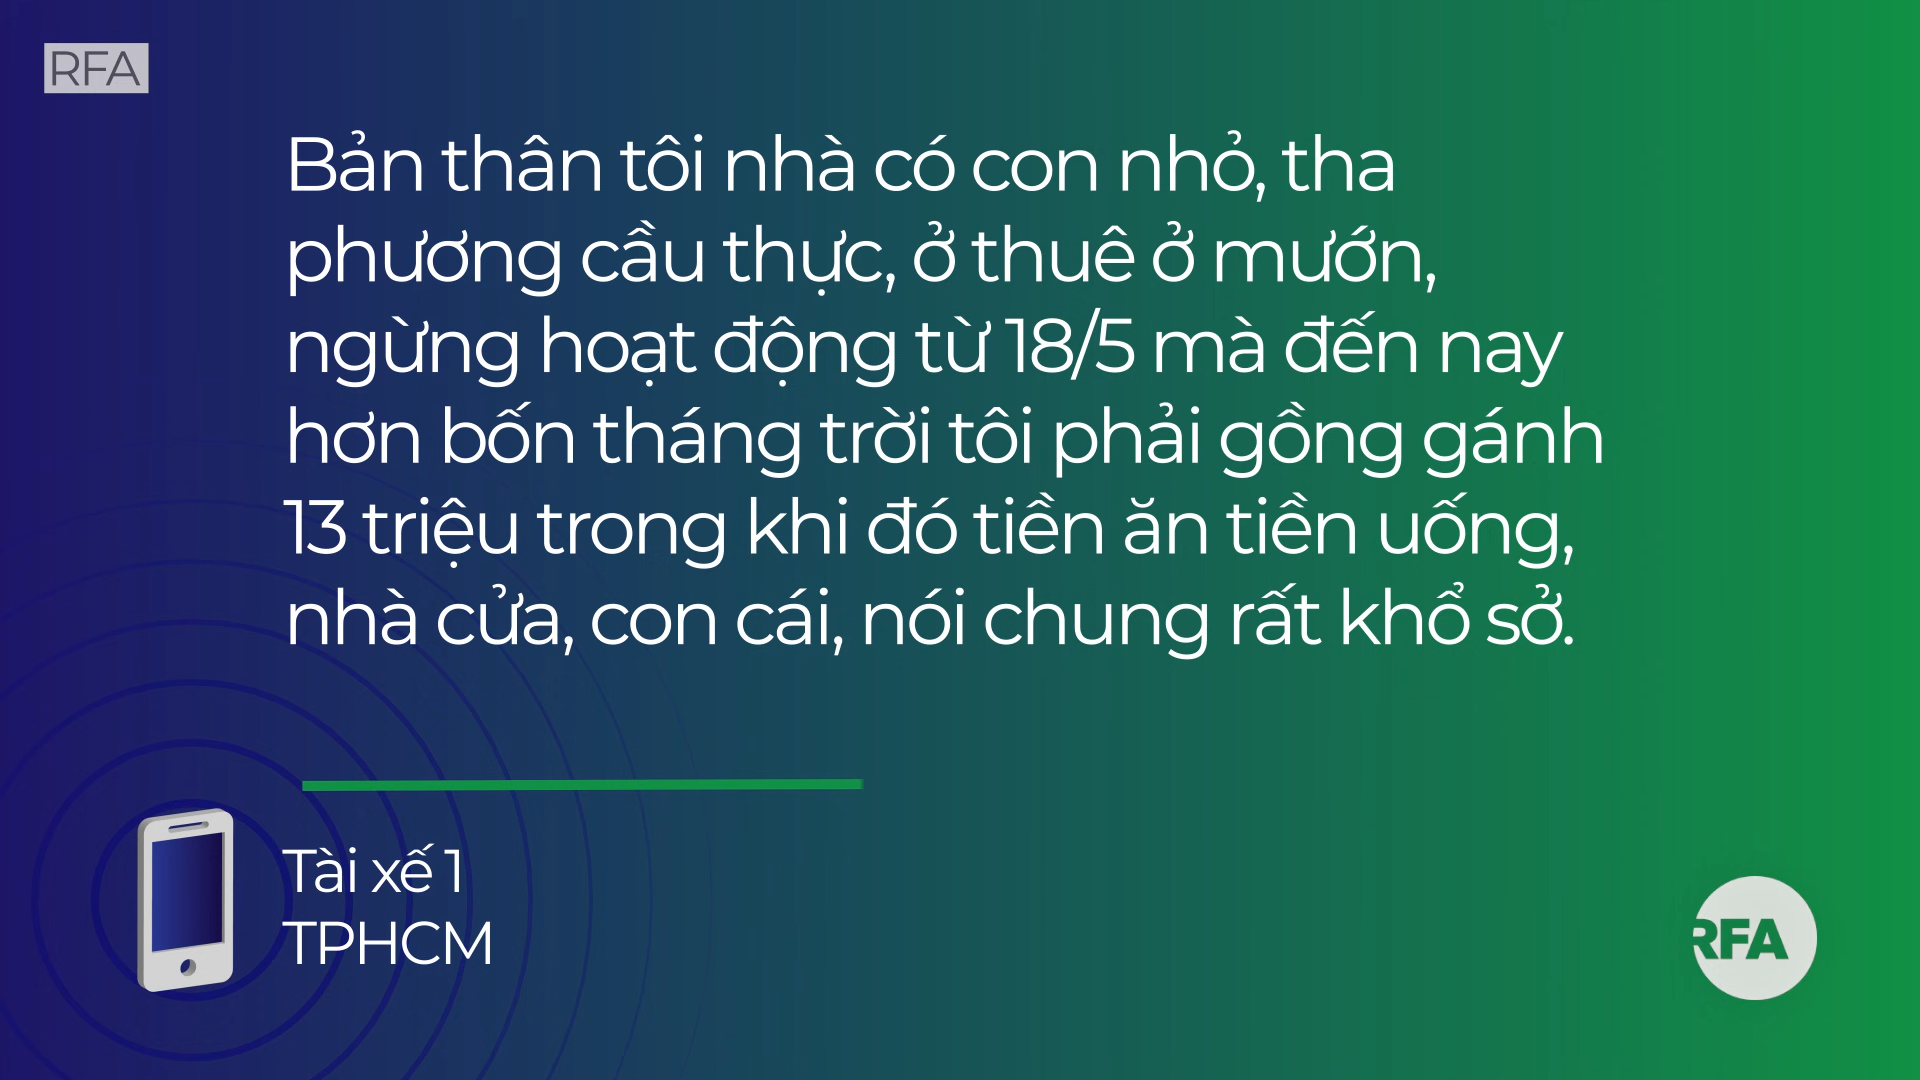 RFA
Bản thân tôi nhà có con nhỏ, tha
phương cầu thực, ở thuê ở mướn,
ngừng hoạt động từ 18/5 mà đến nay
hơn bốn tháng trời tôi phải gồng gánh
13 triệu trong khi đó tiền ăn tiền uống,
nhà cửa, con cái, nói chung rất khổ sở.
Tài xế 1
TPHCM
RFA